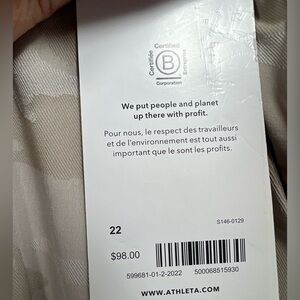 Certified
Certifiée
B
Entreprise
Corporation
We put people and planet
up there with profit.
Pour nous, le respect des travailleurs
et de l'environnement est tout aussi
important que le sont les profits.
S146-0129
22
$98.00
599681-01-2-2022 500068515930
WWW.ATHLETA.COM